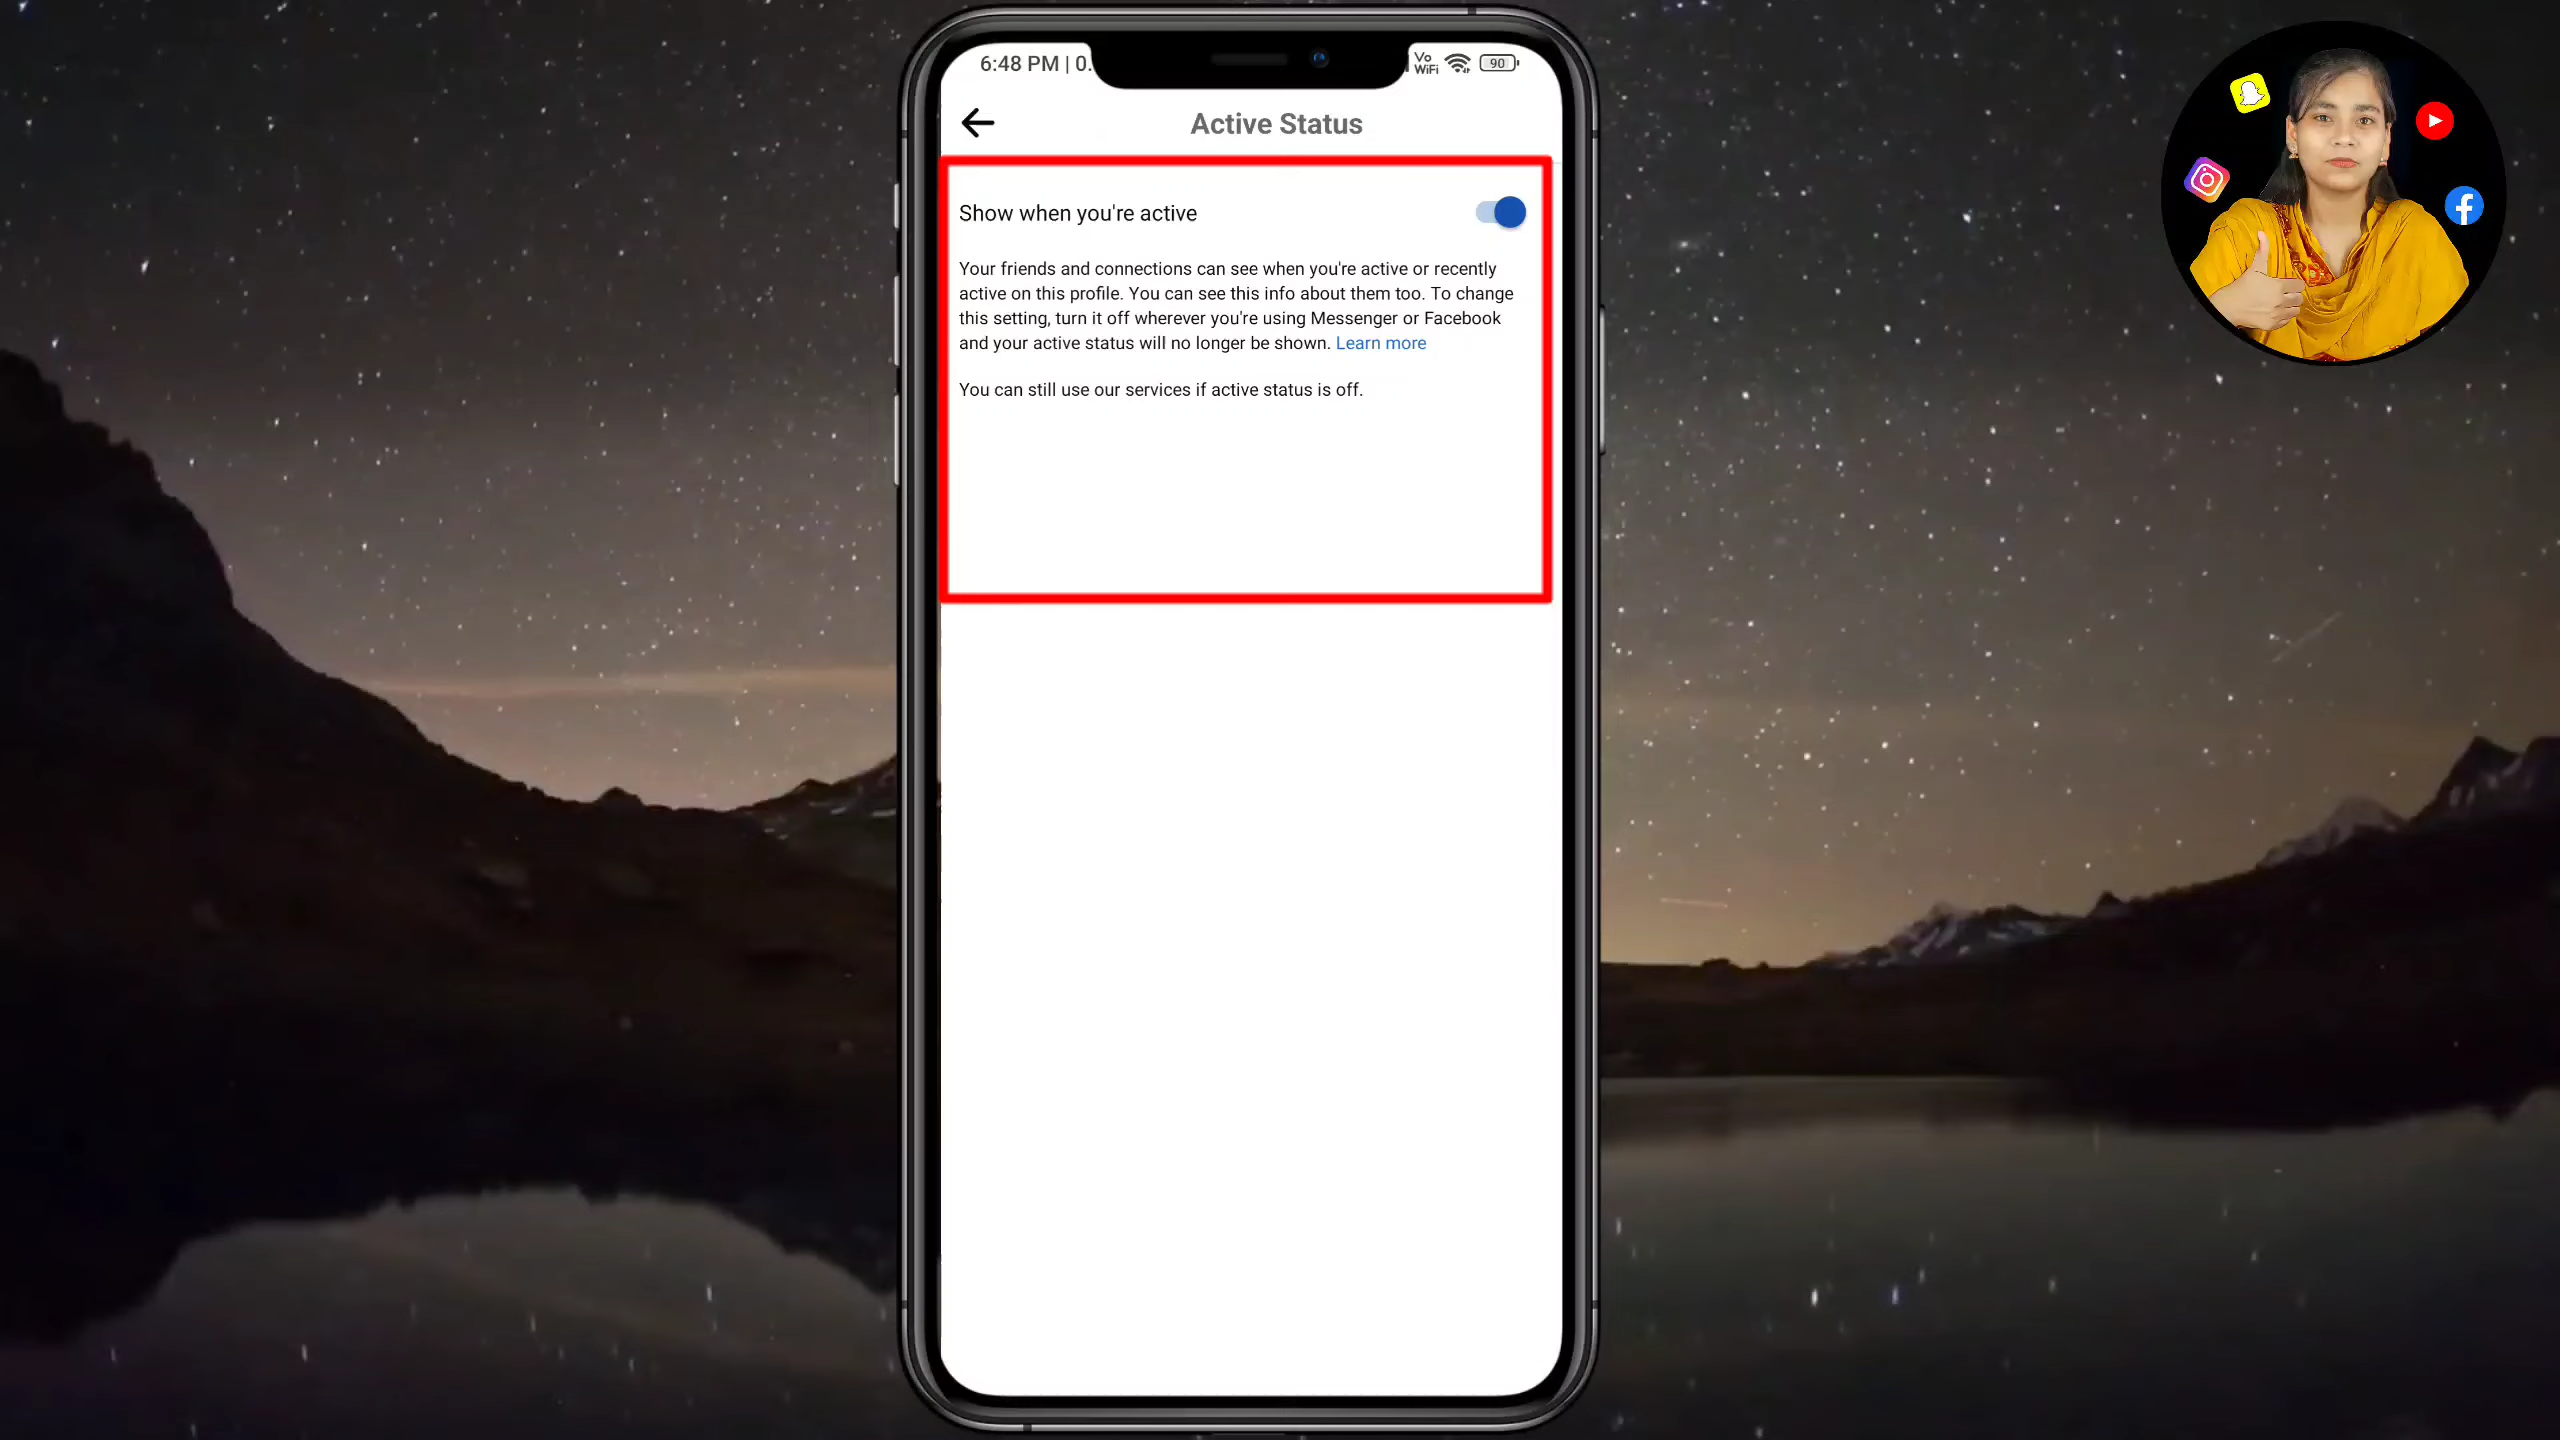 6:48 PM | 0.
Vo
WiFi
90
Active Status
Show when you're active
Your friends and connections can see when you're active or recently
active on this profile. You can see this info about them too. To change
this setting, turn it off wherever you're using Messenger or Facebook
and your active status will no longer be shown. Learn more
You can still use our services if active status is off.